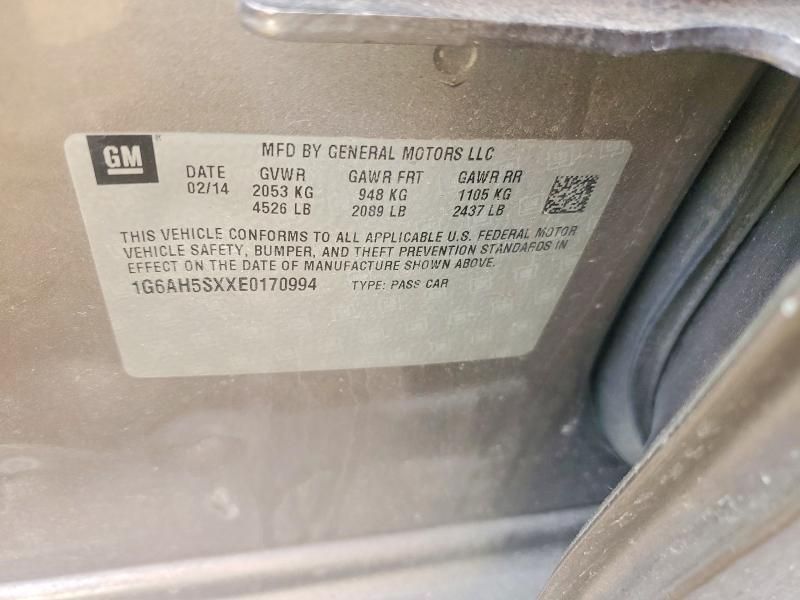 GM
MFD BY GENERAL MOTORS LLC
DATE GVWR GAWR FRT GAWR RR
02/14 2053 KG 948 KG 1105 KG
4526 LB 2089 LB 2437 LB
THIS VEHICLE CONFORMS TO ALL APPLICABLE U.S. FEDERAL MOTOR
VEHICLE SAFETY, BUMPER, AND THEFT PREVENTION STANDARDS IN
EFFECT ON THE DATE OF MANUFACTURE SHOWN ABOVE.
1G6AH5SXXE0170994 TYPE: PASS CAR